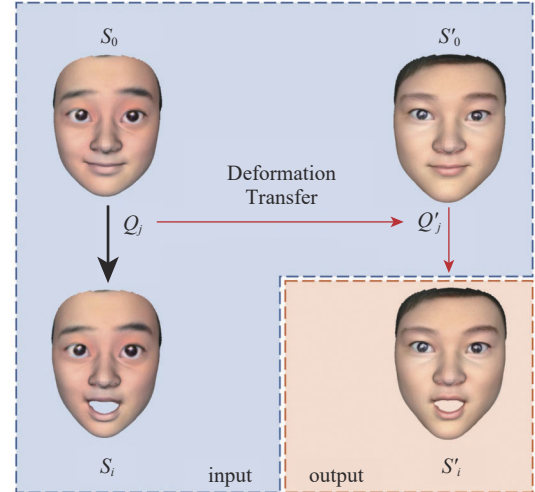 S₀
S'₀
Deformation
Transfer
Qⱼ
Q'ⱼ
Sᵢ
input
output
S'ᵢ